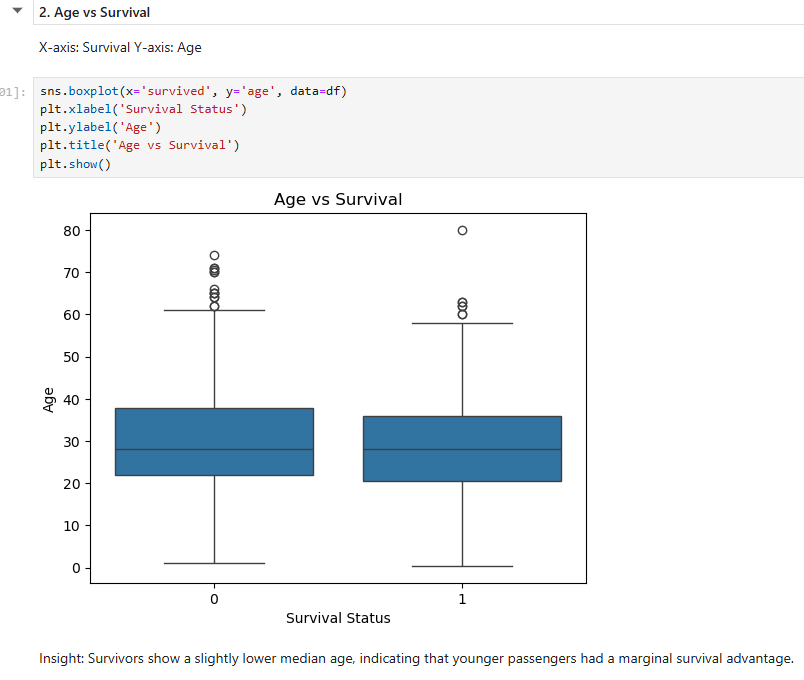 2. Age vs Survival
X-axis: Survival Y-axis: Age
01]:
sns.boxplot(x='survived', y='age', data=df)
plt.xlabel('Survival Status')
plt.ylabel('Age')
plt.title('Age vs Survival')
plt.show()
Age vs Survival
80
70
60
50
40
30
20
10
0
Age
0 1
Survival Status
Insight: Survivors show a slightly lower median age, indicating that younger passengers had a marginal survival advantage.